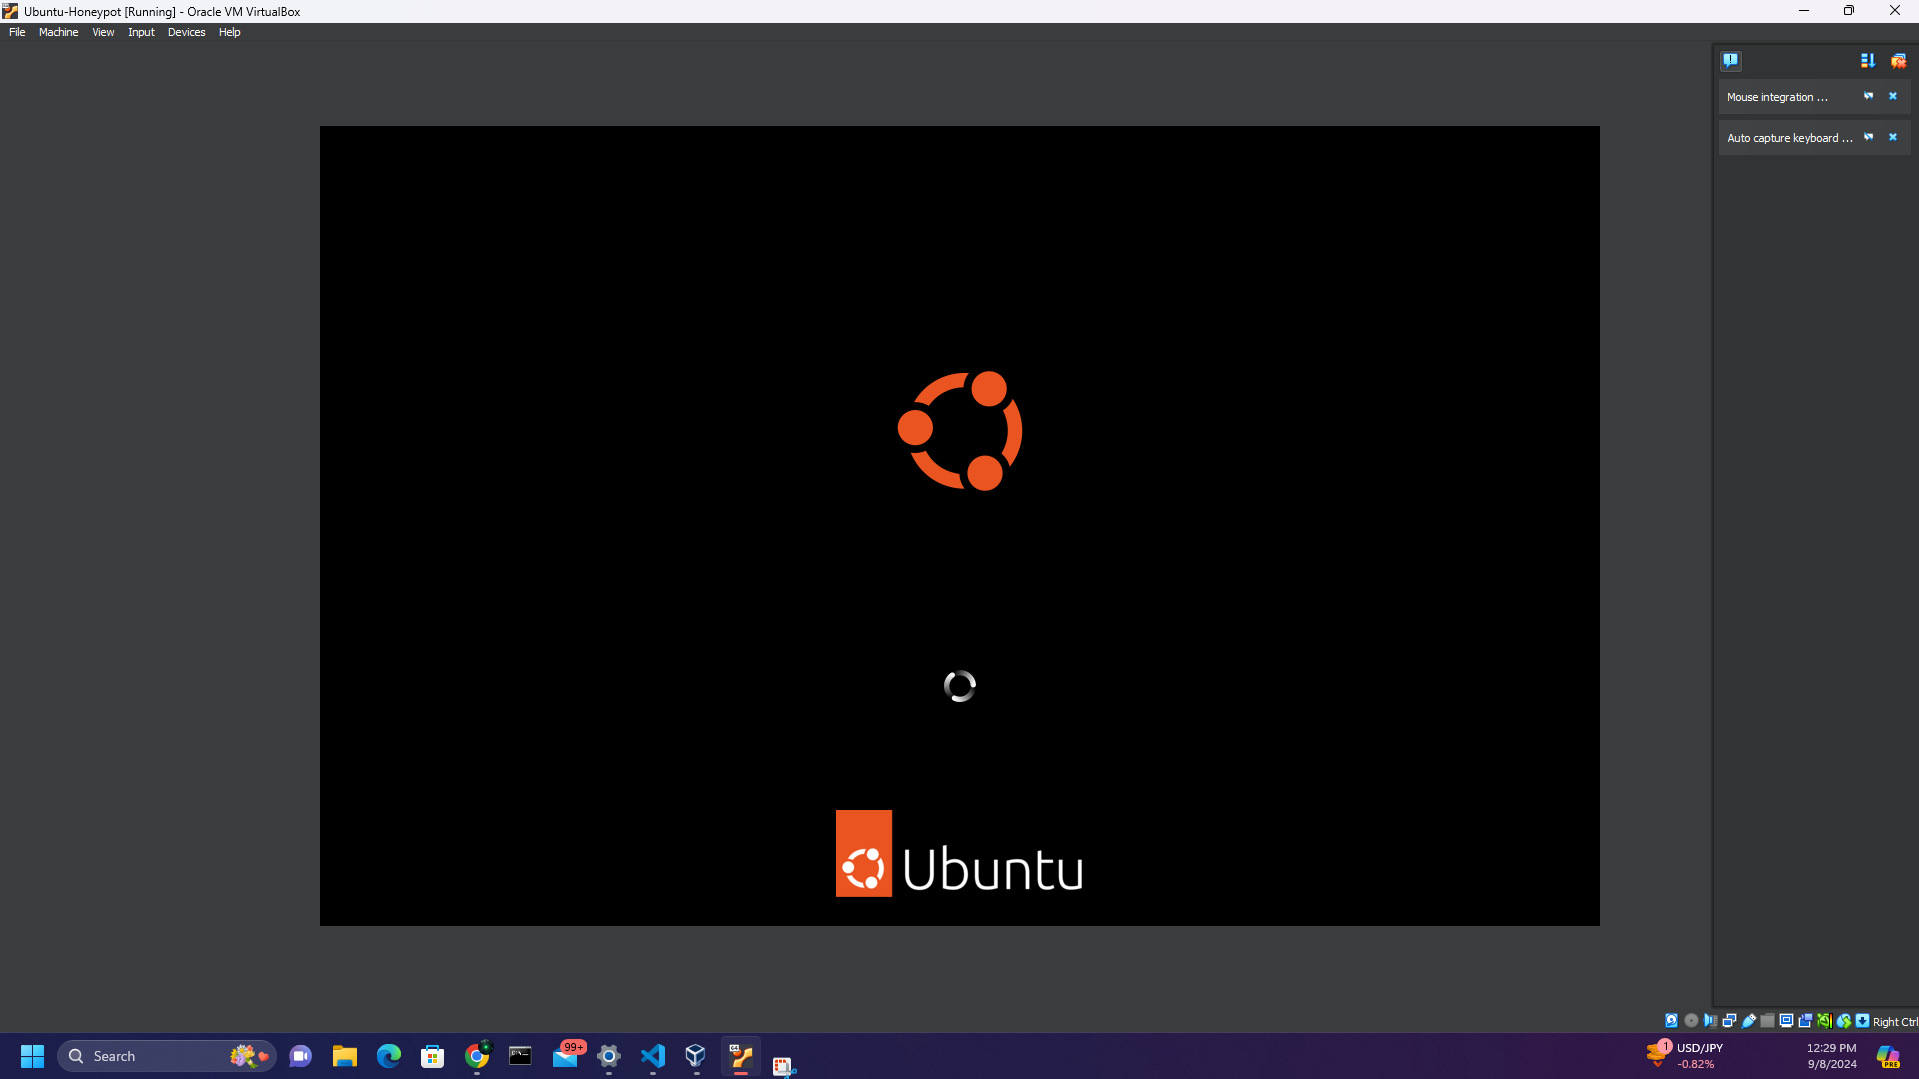 Ubuntu-Honeypot [Running] - Oracle VM VirtualBox
File Machine View Input Devices Help
Mouse integration ...
Auto capture keyboard ...
Ubuntu
Right Ctrl
Search
99+
1
USD/JPY
-0.82%
12:29 PM
9/8/2024
PRE